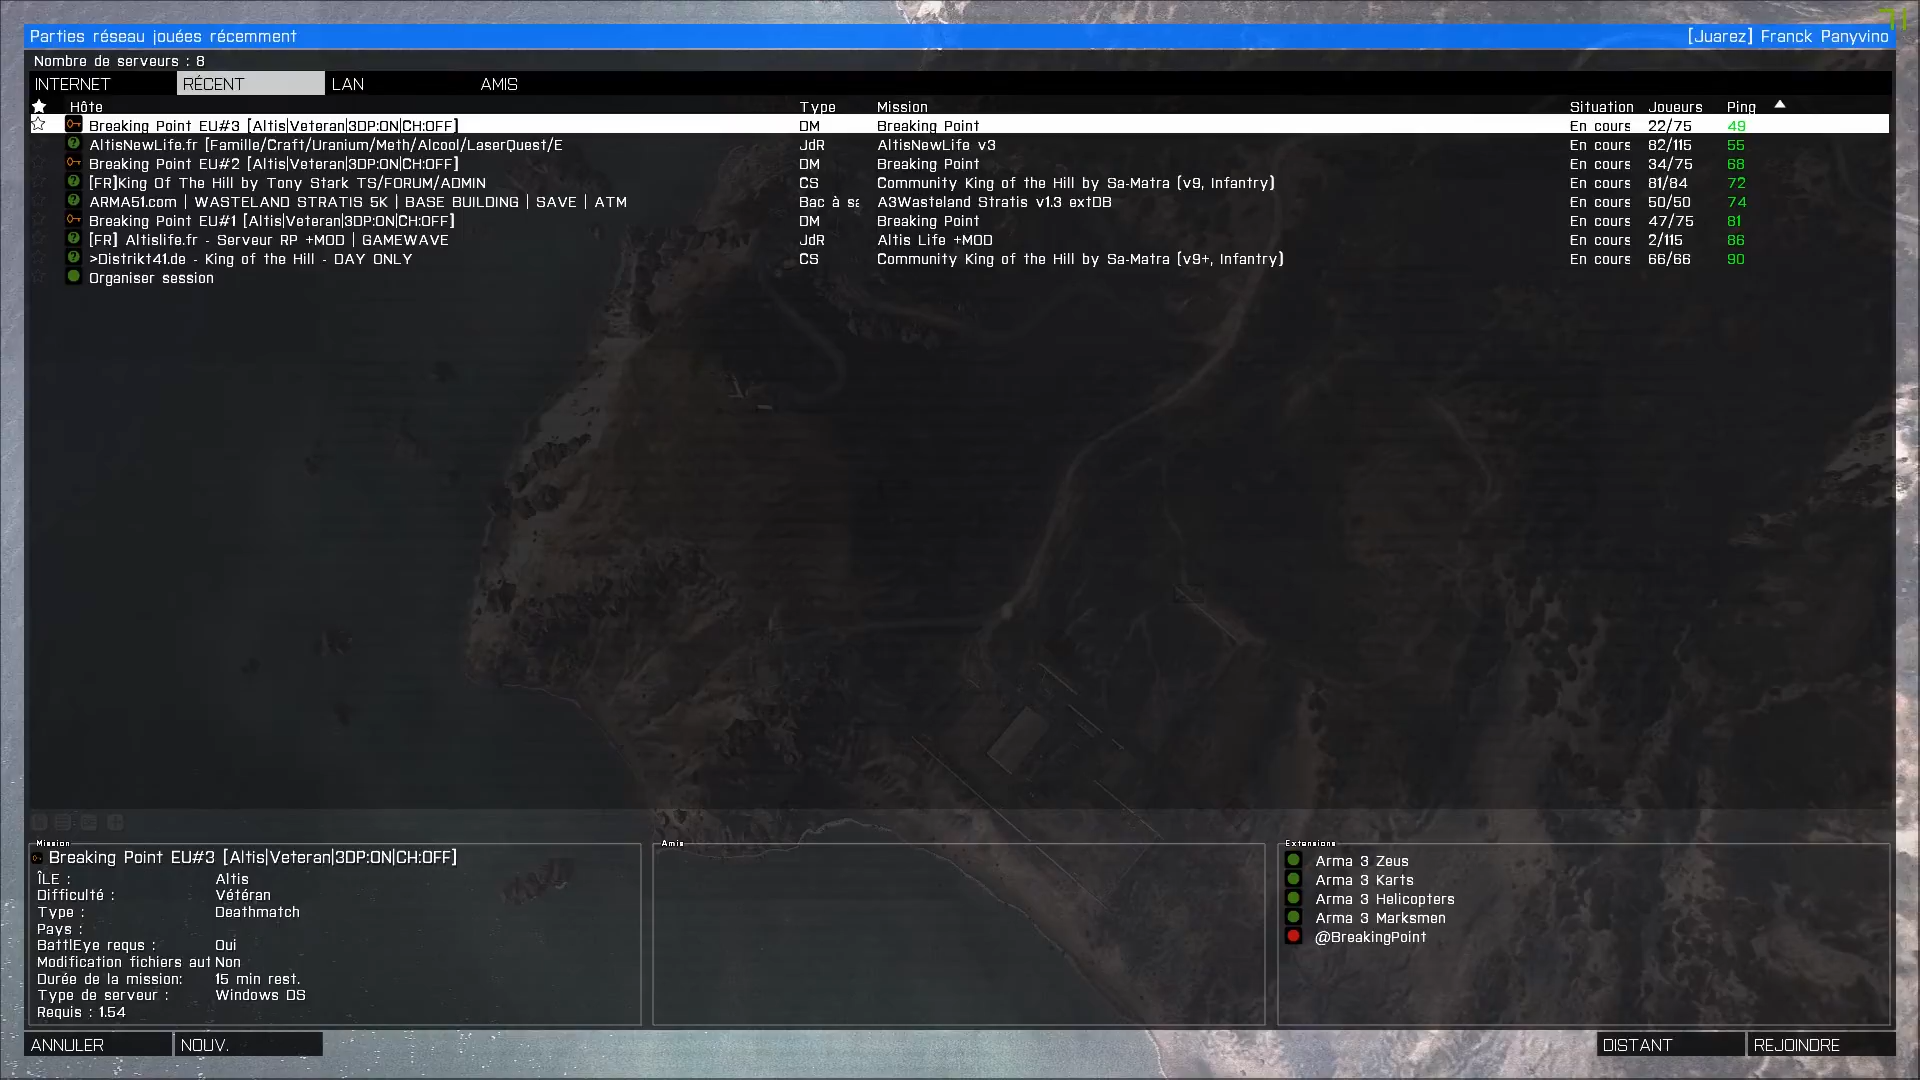 Parties réseau jouées récemment [Juarez] Franck Panyvino
Nombre de serveurs : 8
INTERNET RÉCENT LAN AMIS
Hôte Type Mission Situation Joueurs Ping
Breaking Point EU#3 [Altis|Veteran|3DP:ON|CH:OFF] DM Breaking Point En cours 22/75 49
AltisNewLife.fr [Famille/Craft/Uranium/Meth/Alcool/LaserQuest/E JdR AltisNewLife v3 En cours 82/115 55
Breaking Point EU#2 [Altis|Veteran|3DP:ON|CH:OFF] DM Breaking Point En cours 34/75 68
[FR]King Of The Hill by Tony Stark TS/FORUM/ADMIN CS Community King of the Hill by Sa-Matra (v9, Infantry) En cours 81/84 72
ARMA51.com | WASTELAND STRATIS 5K | BASE BUILDING | SAVE | ATM Bac à sa A3Wasteland Stratis v1.3 extDB En cours 50/50 74
Breaking Point EU#1 [Altis|Veteran|3DP:ON|CH:OFF] DM Breaking Point En cours 47/75 81
[FR] Altislife.fr - Serveur RP +MOD | GAMEWAVE JdR Altis Life +MOD En cours 2/115 86
>Distrikt41.de - King of the Hill - DAY ONLY CS Community King of the Hill by Sa-Matra (v9+, Infantry) En cours 66/66 90
Organiser session
Mission
Breaking Point EU#3 [Altis|Veteran|3DP:ON|CH:OFF]
ÎLE : Altis
Difficulté : Vétéran
Type : Deathmatch
Pays :
BattlEye requs : Oui
Modification fichiers aut Non
Durée de la mission: 15 min rest.
Type de serveur : Windows DS
Requis : 1.54
Amis
Extensions
Arma 3 Zeus
Arma 3 Karts
Arma 3 Helicopters
Arma 3 Marksmen
@BreakingPoint
ANNULER NOUV. DISTANT REJOINDRE